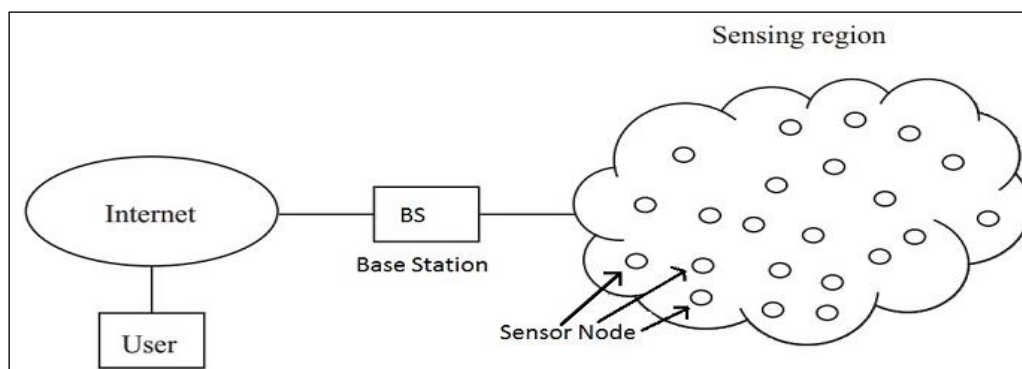 Sensing region
Internet
BS
Base Station
Sensor Node
User